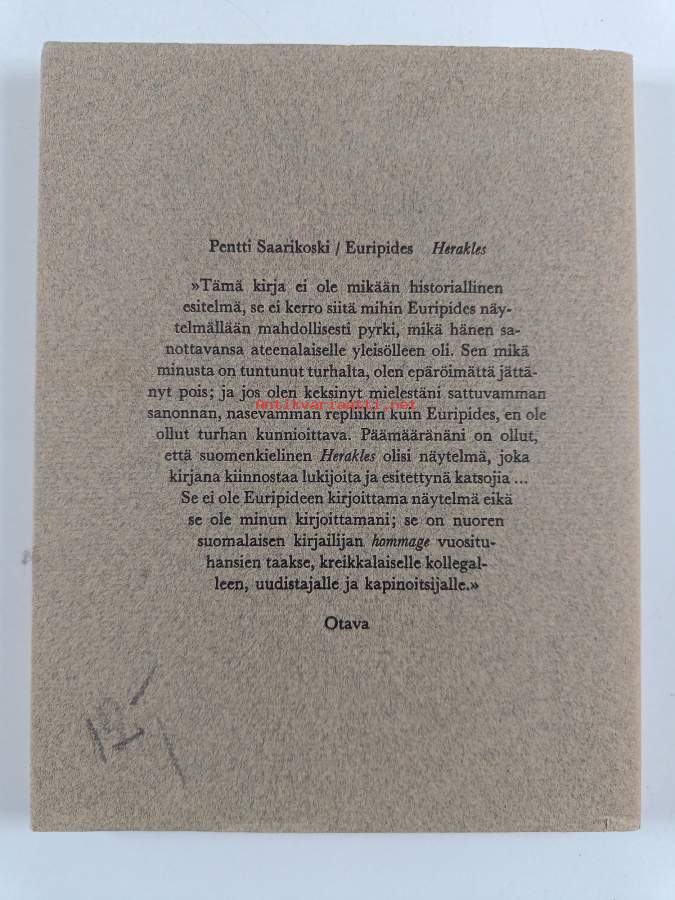 Pentti Saarikoski / Euripides Herakles
»Tämä kirja ei ole mikään historiallinen
esitelmä, se ei kerro siitä mihin Euripides näy-
telmällään mahdollisesti pyrki, mikä hänen sa-
nottavansa ateenalaiselle yleisölleen oli. Sen mikä
minusta on tuntunut turhalta, olen epäröimättä jättä-
nyt pois; ja jos olen keksinyt mielestäni sattuvamman
antikvariaatti.net
sanonnan, nasevamman repliikin kuin Euripides, en ole
ollut turhan kunnioittava. Päämääränäni on ollut,
että suomenkielinen Herakles olisi näytelmä, joka
kirjana kiinnostaa lukijoita ja esitettynä katsojia ...
Se ei ole Euripideen kirjoittama näytelmä eikä
se ole minun kirjoittamani; se on nuoren
suomalaisen kirjailijan hommage vuositu-
hansien taakse, kreikkalaiselle kollegal-
leen, uudistajalle ja kapinoitsijalle.»
Otava
12,-